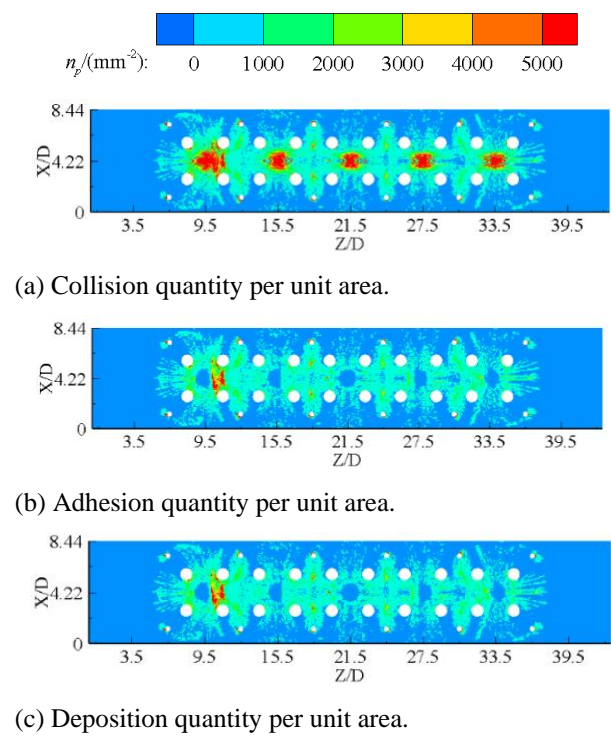 n_p/(mm⁻²): 0 1000 2000 3000 4000 5000
8.44
X/D
4.22
0
3.5 9.5 15.5 21.5 27.5 33.5 39.5
Z/D
(a) Collision quantity per unit area.
8.44
X/D
4.22
0
3.5 9.5 15.5 21.5 27.5 33.5 39.5
Z/D
(b) Adhesion quantity per unit area.
8.44
X/D
4.22
0
3.5 9.5 15.5 21.5 27.5 33.5 39.5
Z/D
(c) Deposition quantity per unit area.